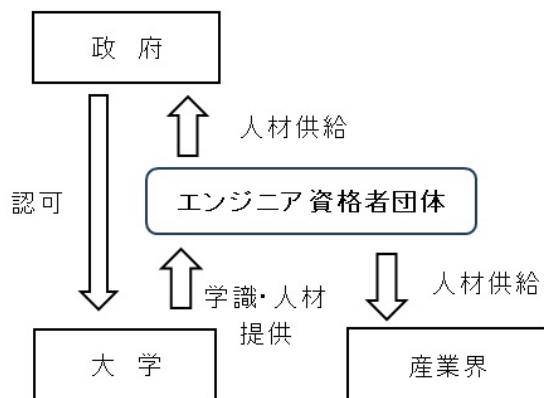 政 府
人材供給
認可
エンジニア資格者団体
学識・人材
提供
人材供給
大 学
産業界